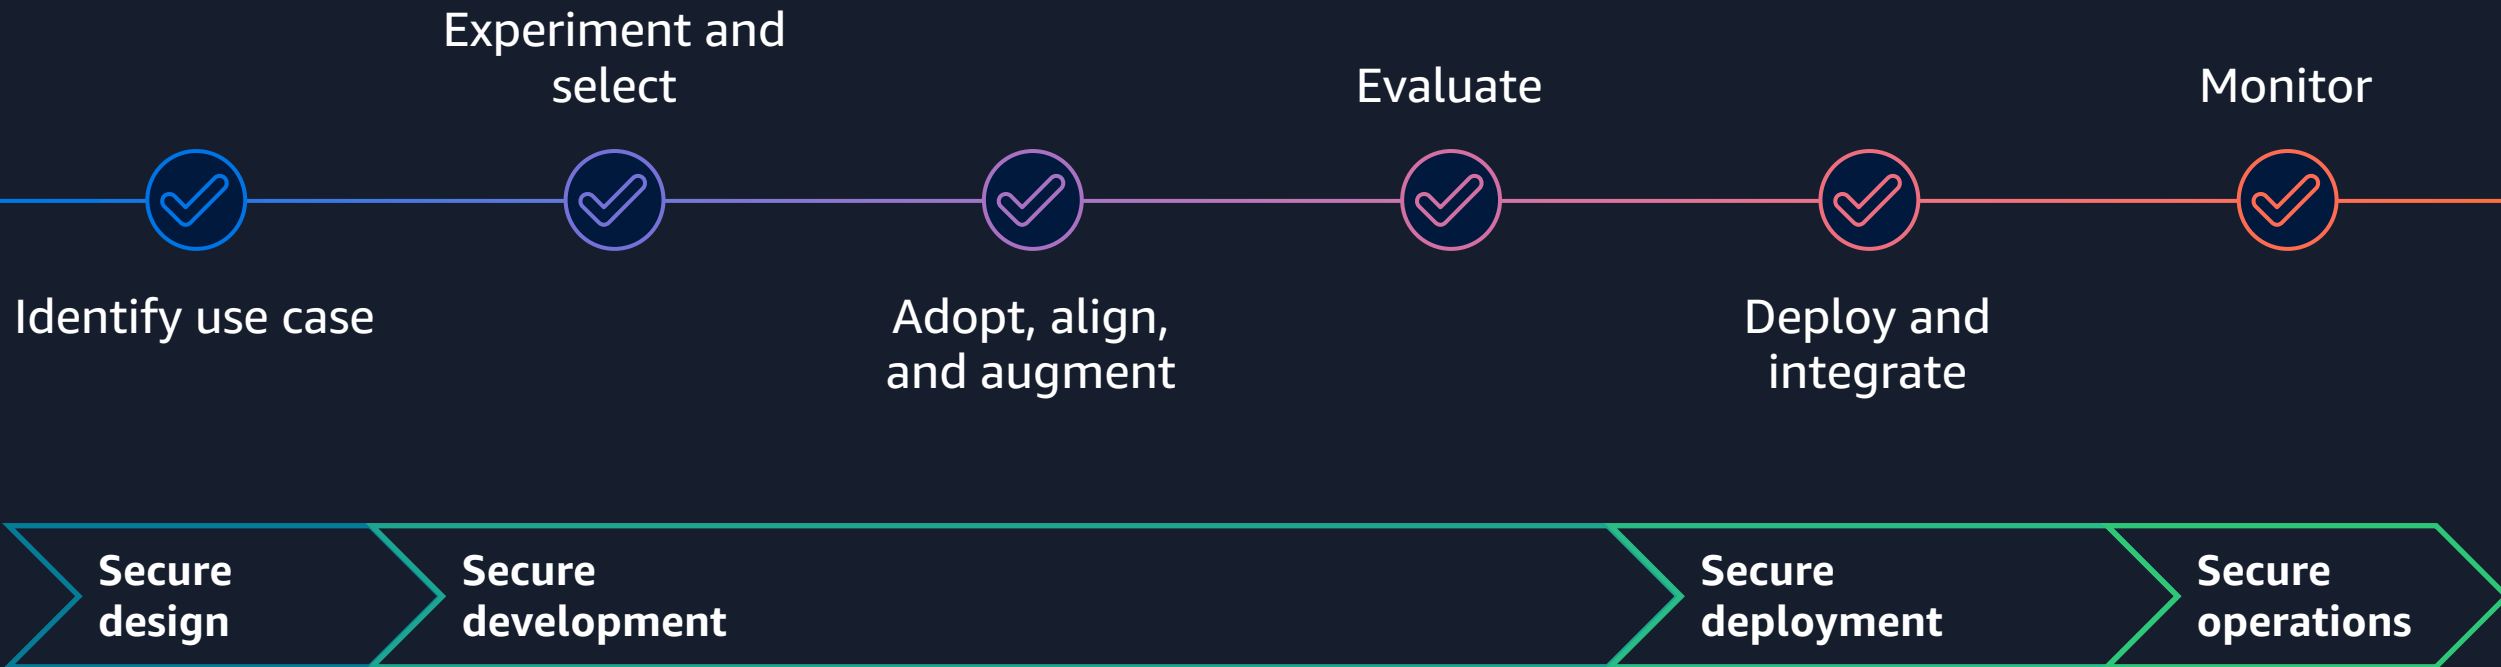 Experiment and
select
Evaluate
Monitor
Identify use case
Adopt, align,
and augment
Deploy and
integrate
Secure
design
Secure
development
Secure
deployment
Secure
operations